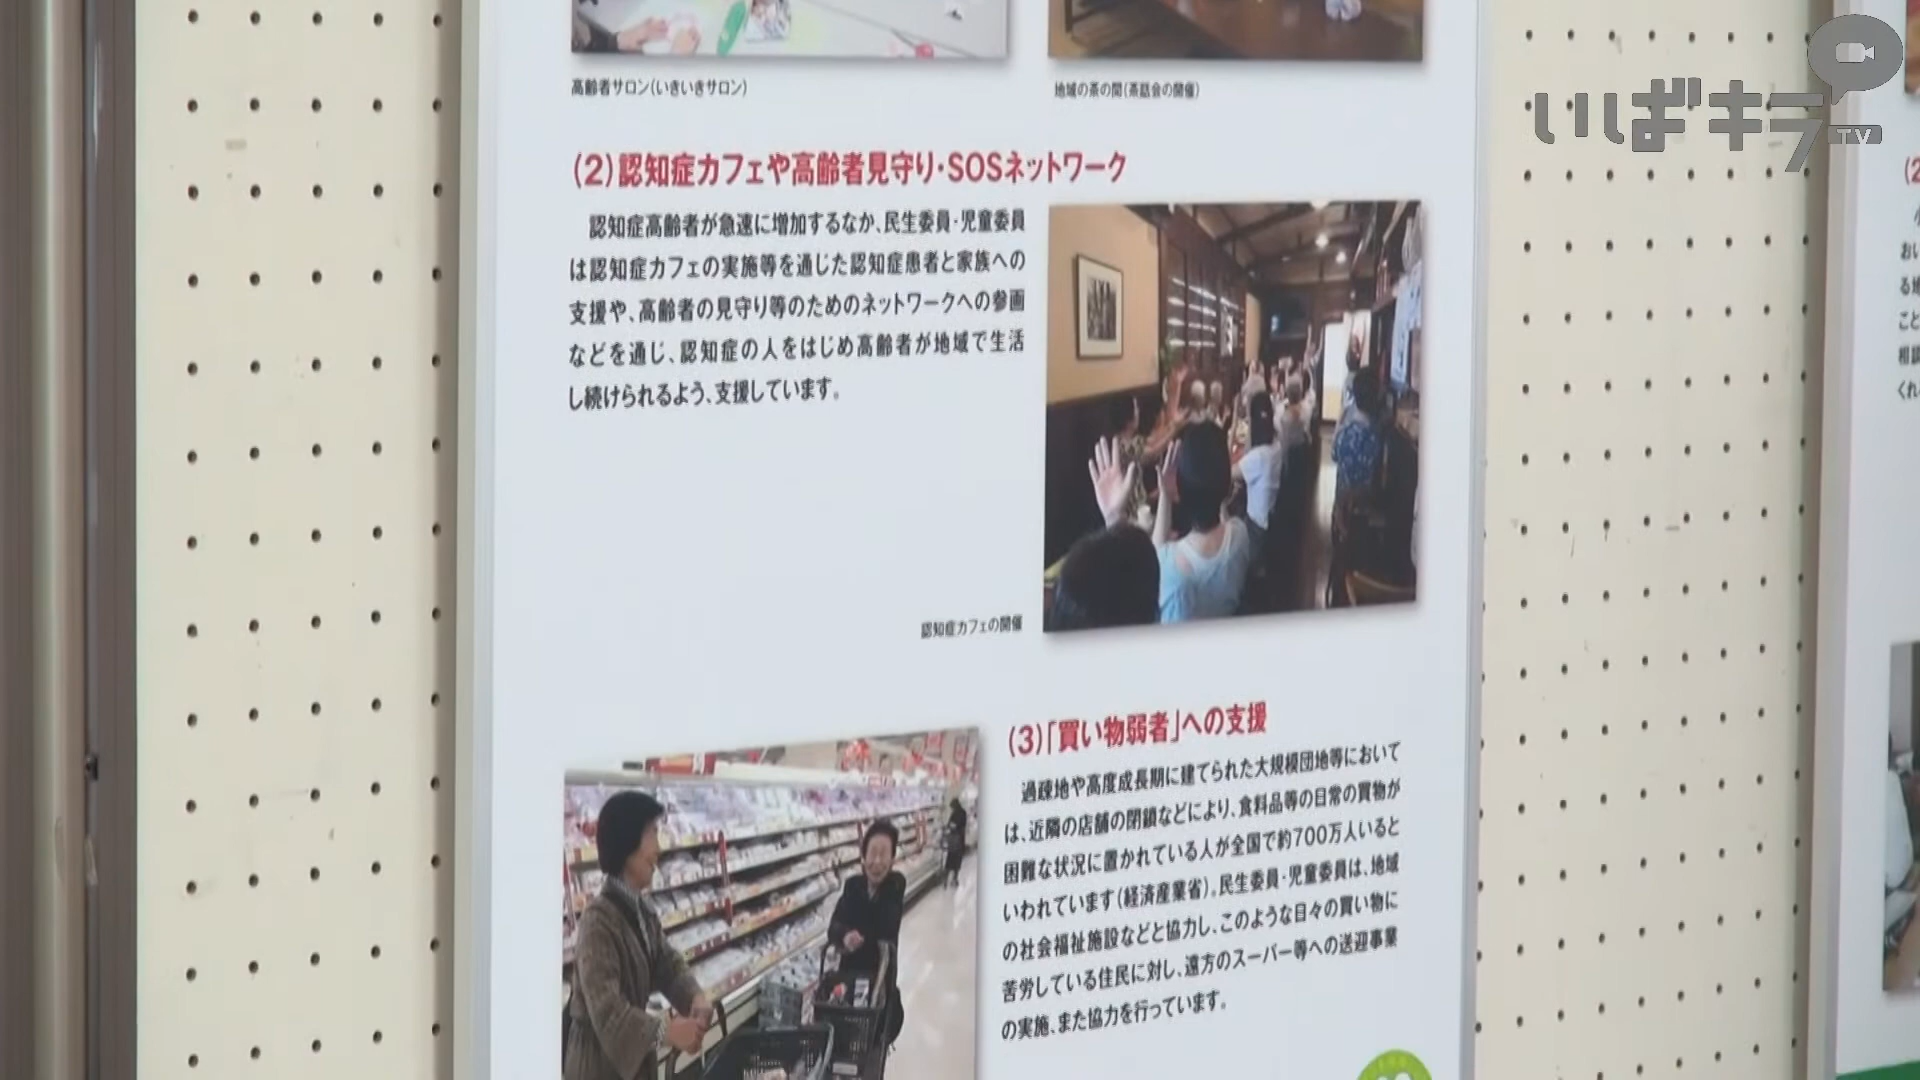 高齢者サロン(いきいきサロン)
地域の茶の間(茶話会の開催)
いばキラ
TV
(2)認知症カフェや高齢者見守り・SOSネットワーク
認知症高齢者が急速に増加するなか、民生委員・児童委員
は認知症カフェの実施等を通じた認知症患者と家族への
支援や、高齢者の見守り等のためのネットワークへの参画
などを通じ、認知症の人をはじめ高齢者が地域で生活
し続けられるよう、支援しています。
認知症カフェの開催
(3)「買い物弱者」への支援
過疎地や高度成長期に建てられた大規模団地等において
は、近隣の店舗の閉鎖などにより、食料品等の日常の買物が
困難な状況に置かれている人が全国で約700万人いると
いわれています(経済産業省)。民生委員・児童委員は、地域
の社会福祉施設などと協力し、このような日々の買い物に
苦労している住民に対し、遠方のスーパー等への送迎事業
の実施、また協力を行っています。
(2
おい
る地
こと
相談
くれ